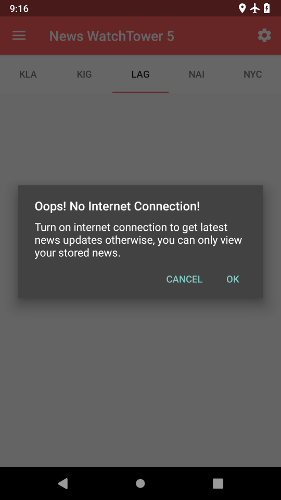 9:16
News WatchTower 5
KLA KIG LAG NAI NYC
Oops! No Internet Connection!
Turn on internet connection to get latest
news updates otherwise, you can only view
your stored news.
CANCEL OK